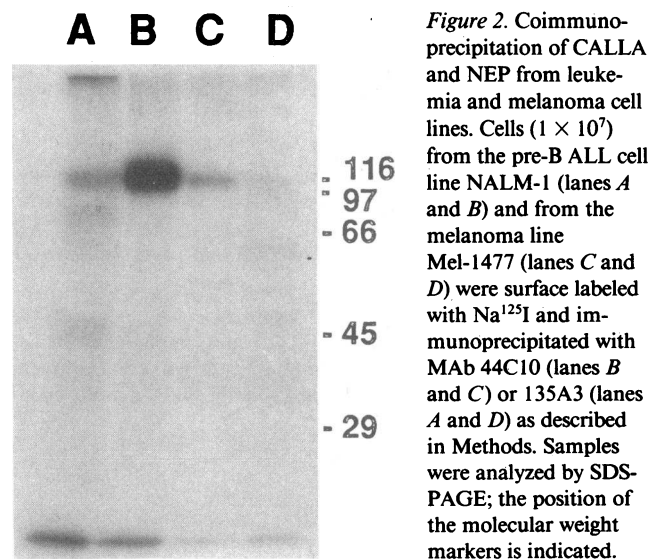 A B C D
116
97
66
45
29
Figure 2. Coimmuno-
precipitation of CALLA
and NEP from leuke-
mia and melanoma cell
lines. Cells (1 × 10⁷)
from the pre-B ALL cell
line NALM-1 (lanes A
and B) and from the
melanoma line
Mel-1477 (lanes C and
D) were surface labeled
with Na¹²⁵I and im-
munoprecipitated with
MAb 44C10 (lanes B
and C) or 135A3 (lanes
A and D) as described
in Methods. Samples
were analyzed by SDS-
PAGE; the position of
the molecular weight
markers is indicated.